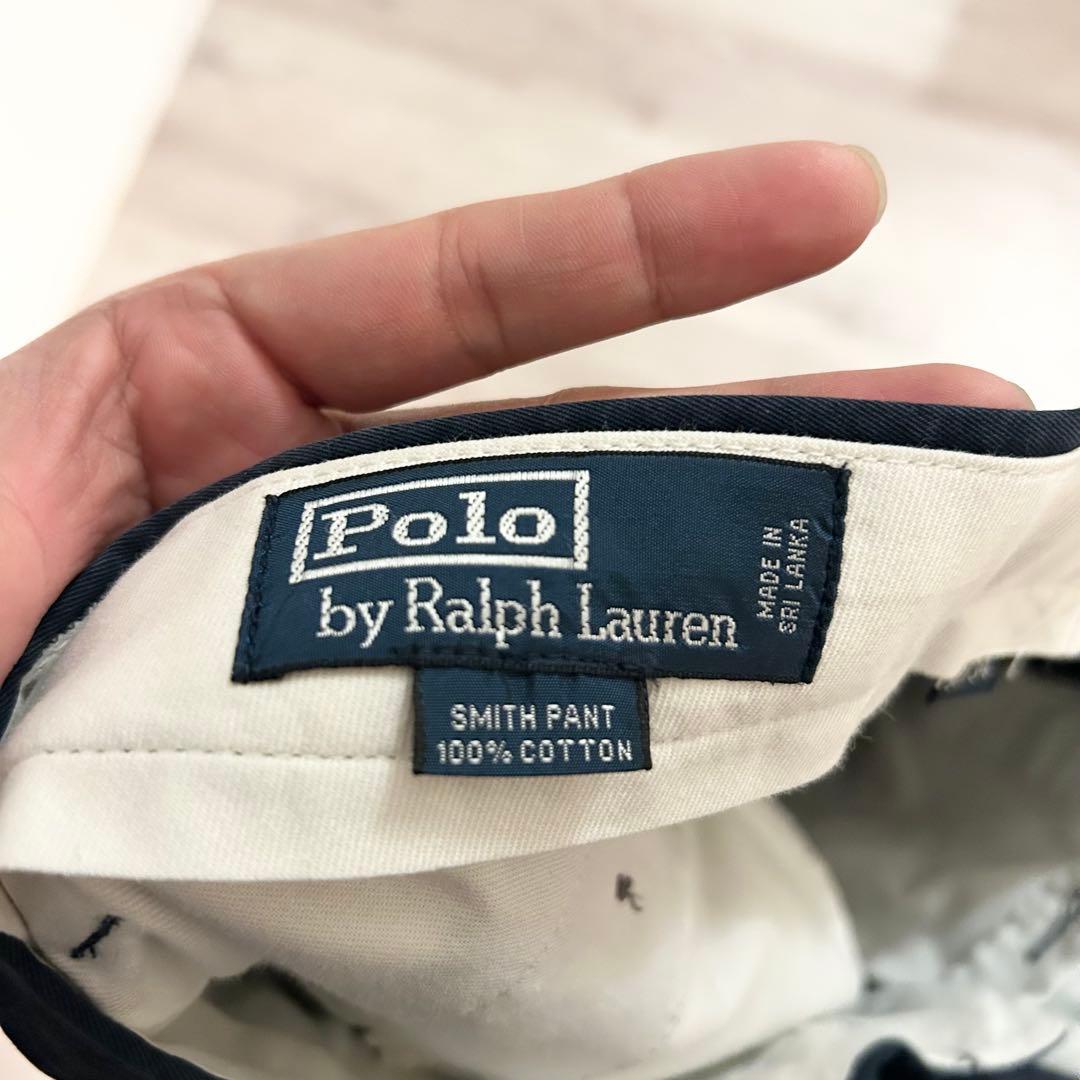 Polo
by Ralph Lauren
MADE IN
SRI LANKA
SMITH PANT
100% COTTON